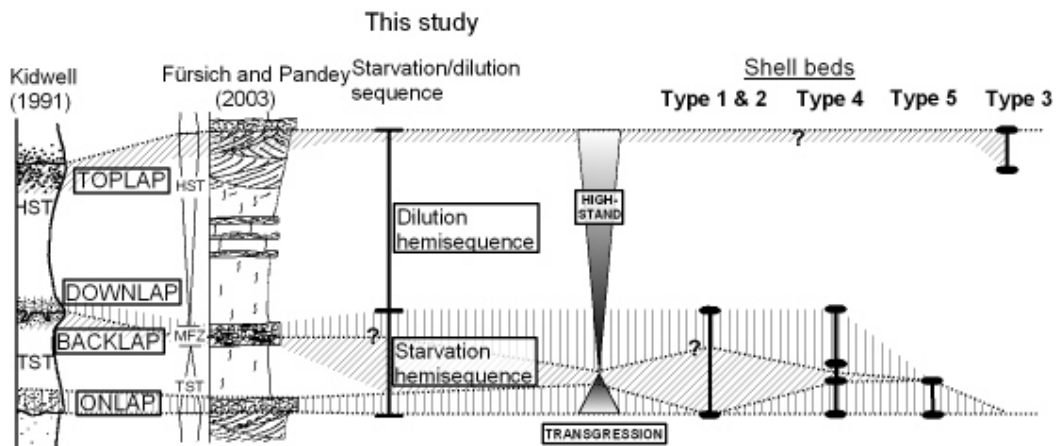 This study
Kidwell
(1991)
Fürsich and Pandey
(2003)
Starvation/dilution
sequence
Shell beds
Type 1 & 2
Type 4
Type 5
Type 3
?
TOPLAP
HST
HST
HIGH-
STAND
Dilution
hemisequence
DOWNLAP
BACKLAP
MFZ
?
?
TST
Starvation
hemisequence
TST
ONLAP
TRANSGRESSION